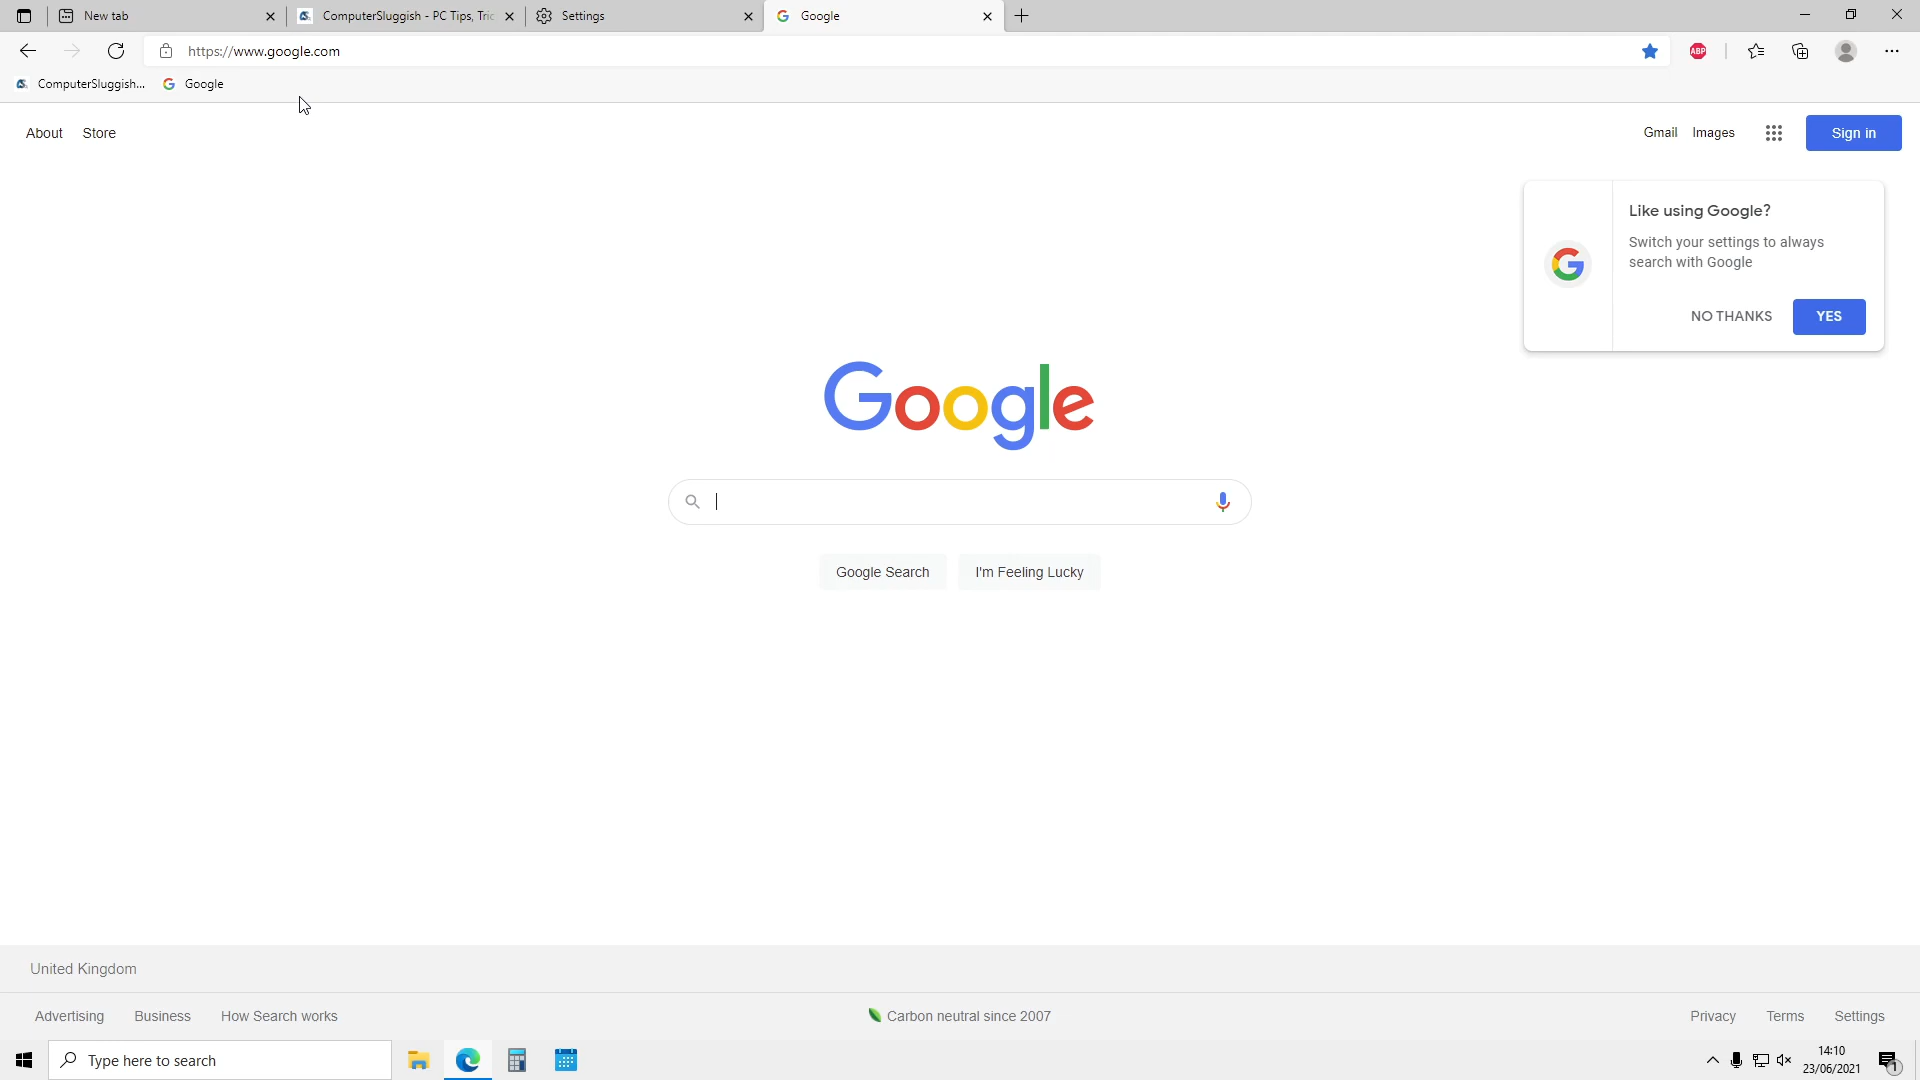 New tab
ComputerSluggish - PC Tips, Tric
Settings
Google
https://www.google.com
ABP
ComputerSluggish...
Google
About
Store
Gmail
Images
Sign in
Like using Google?
Switch your settings to always
search with Google
NO THANKS
YES
Google
Google Search
I'm Feeling Lucky
United Kingdom
Advertising
Business
How Search works
Carbon neutral since 2007
Privacy
Terms
Settings
Type here to search
14:10
23/06/2021
1